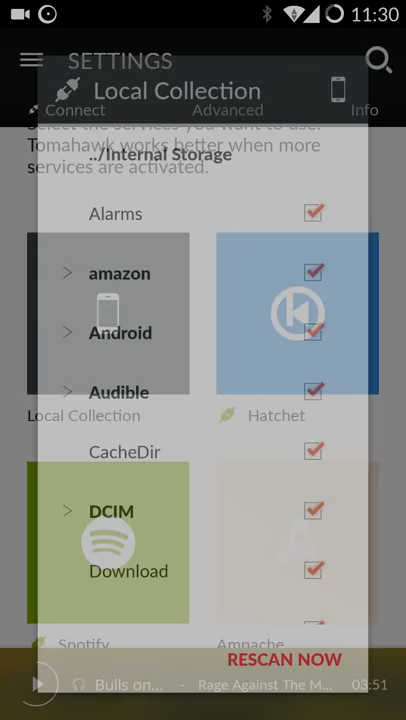 11:30
SETTINGS
Local Collection
Connect Advanced Info
Select the services you want to use.
../Internal Storage
Tomahawk works better when more
services are activated.
Alarms
amazon
Android
Audible
Local Collection Hatchet
CacheDir
DCIM
Download
Spotify Ampache
RESCAN NOW
Bulls on... - Rage Against The M... 03:51